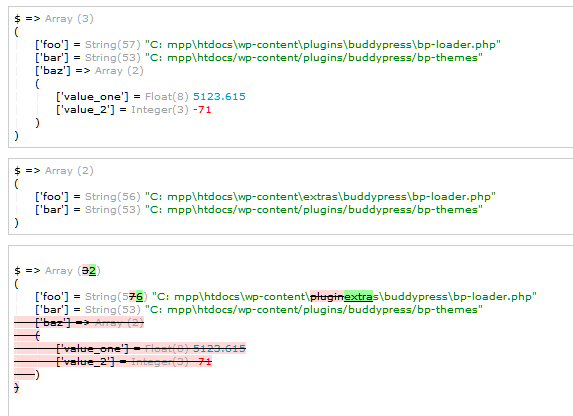 $ => Array (3)
(
['foo'] = String(57) "C: mpp\htdocs\wp-content\plugins\buddypress\bp-loader.php"
['bar'] = String(53) "C: mpp\htdocs/wp-content/plugins/buddypress/bp-themes"
['baz'] => Array (2)
(
['value_one'] = Float(8) 5123.615
['value_2'] = Integer(3) -71
)
)
$ => Array (2)
(
['foo'] = String(56) "C: mpp\htdocs\wp-content\extras\buddypress\bp-loader.php"
['bar'] = String(53) "C: mpp\htdocs/wp-content/plugins/buddypress/bp-themes"
)
$ => Array (32)
(
['foo'] = String(576) "C: mpp\htdocs\wp-content\pluginextras\buddypress\bp-loader.php"
['bar'] = String(53) "C: mpp\htdocs/wp-content/plugins/buddypress/bp-themes"
['baz'] => Array (2)
(
['value_one'] = Float(8) 5123.615
['value_2'] = Integer(3) -71
)
)